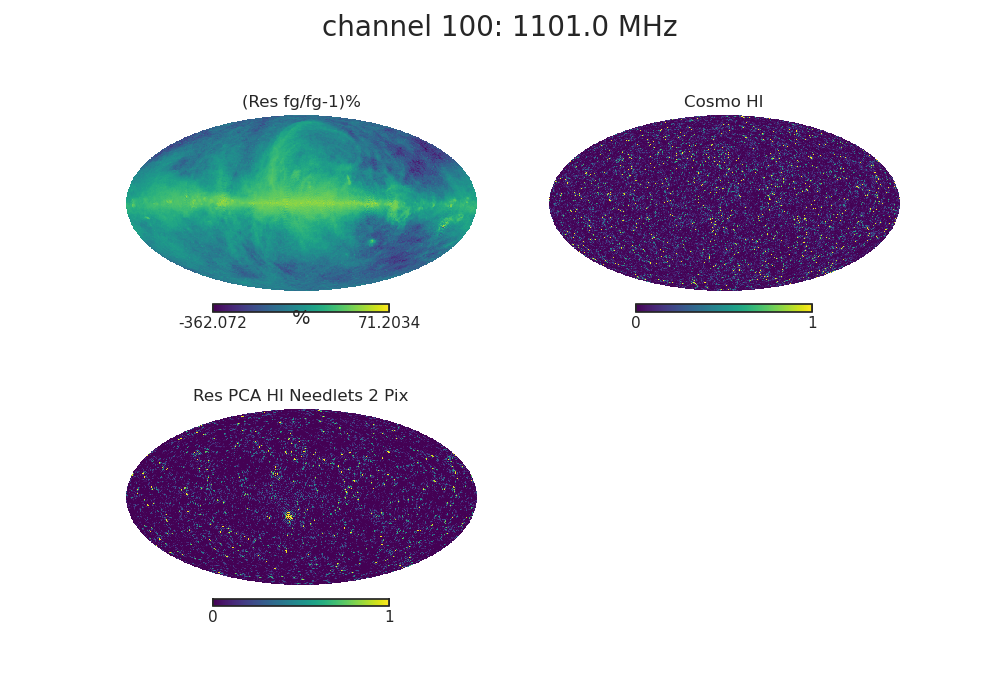 channel 100: 1101.0 MHz
(Res fg/fg-1)%
Cosmo HI
%
-362.072 71.2034
0 1
Res PCA HI Needlets 2 Pix
0 1